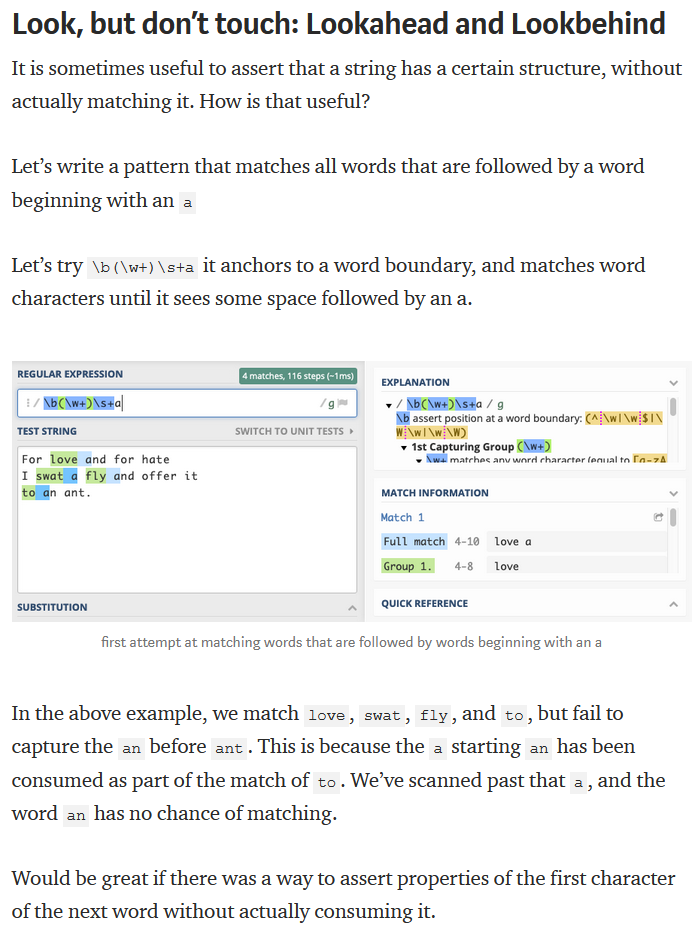 Look, but don’t touch: Lookahead and Lookbehind
It is sometimes useful to assert that a string has a certain structure, without
actually matching it. How is that useful?
Let’s write a pattern that matches all words that are followed by a word
beginning with an a
Let’s try \b(\w+)\s+a it anchors to a word boundary, and matches word
characters until it sees some space followed by an a.
REGULAR EXPRESSION
4 matches, 116 steps (~1ms)
/ \b(\w+)\s+a
/ g
TEST STRING
SWITCH TO UNIT TESTS
For love and for hate
I swat a fly and offer it
to an ant.
SUBSTITUTION
EXPLANATION
/ \b(\w+)\s+a / g
\b assert position at a word boundary: (^\w|\w$|\
W\w|\w\W)
1st Capturing Group (\w+)
\w+ matches any word character (equal to [a-zA
MATCH INFORMATION
Match 1
Full match 4-10 love a
Group 1. 4-8 love
QUICK REFERENCE
first attempt at matching words that are followed by words beginning with an a
In the above example, we match love, swat, fly, and to, but fail to
capture the an before ant. This is because the a starting an has been
consumed as part of the match of to. We’ve scanned past that a, and the
word an has no chance of matching.
Would be great if there was a way to assert properties of the first character
of the next word without actually consuming it.